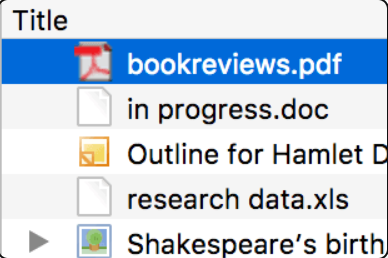 Title
bookreviews.pdf
in progress.doc
Outline for Hamlet D
research data.xls
Shakespeare’s birth